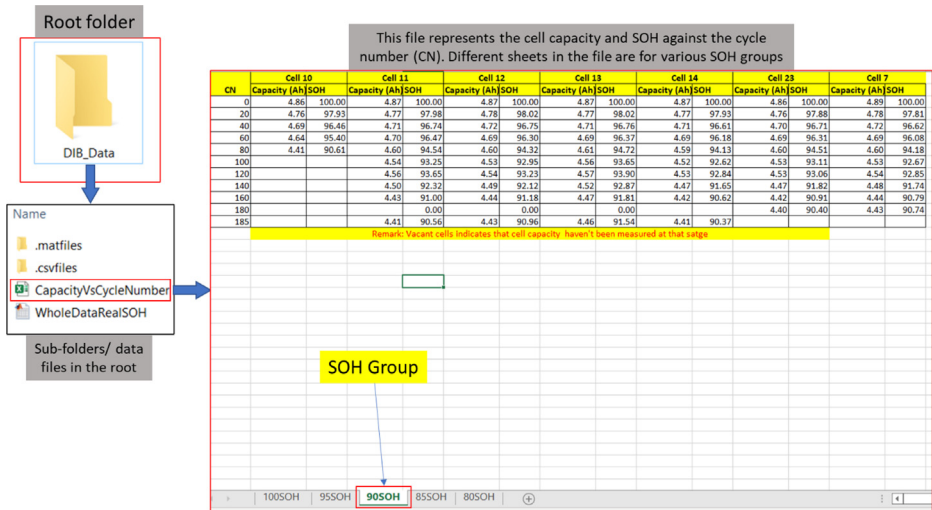 Root folder
DIB_Data
Name
.matfiles
.csvfiles
CapacityVsCycleNumber
WholeDataRealSOH
Sub-folders/ data
files in the root
This file represents the cell capacity and SOH against the cycle
number (CN). Different sheets in the file are for various SOH groups
Cell 10 Cell 11 Cell 12 Cell 13 Cell 14 Cell 23 Cell 7
CN Capacity (Ah) SOH Capacity (Ah) SOH Capacity (Ah) SOH Capacity (Ah) SOH Capacity (Ah) SOH Capacity (Ah) SOH Capacity (Ah) SOH
0 4.86 100.00 4.87 100.00 4.87 100.00 4.87 100.00 4.87 100.00 4.86 100.00 4.89 100.00
20 4.76 97.93 4.77 97.98 4.78 98.02 4.77 98.02 4.77 97.93 4.76 97.88 4.78 97.81
40 4.69 96.46 4.71 96.74 4.72 96.75 4.71 96.76 4.71 96.61 4.70 96.71 4.72 96.62
60 4.64 95.40 4.70 96.47 4.69 96.30 4.69 96.37 4.69 96.18 4.69 96.31 4.69 96.08
80 4.41 90.61 4.60 94.54 4.60 94.32 4.61 94.72 4.59 94.13 4.60 94.51 4.60 94.18
100 4.54 93.25 4.53 92.95 4.56 93.65 4.52 92.62 4.53 93.11 4.53 92.67
120 4.56 93.65 4.54 93.23 4.57 93.90 4.53 92.84 4.53 93.06 4.54 92.85
140 4.50 92.32 4.49 92.12 4.52 92.87 4.47 91.65 4.47 91.82 4.48 91.74
160 4.43 91.00 4.44 91.18 4.47 91.81 4.42 90.62 4.42 90.91 4.44 90.79
180 0.00 0.00 0.00 4.40 90.40 4.43 90.74
185 4.41 90.56 4.43 90.96 4.46 91.54 4.41 90.37
Remark: Vacant cells indicates that cell capacity haven't been measured at that satge
SOH Group
100SOH 95SOH 90SOH 85SOH 80SOH